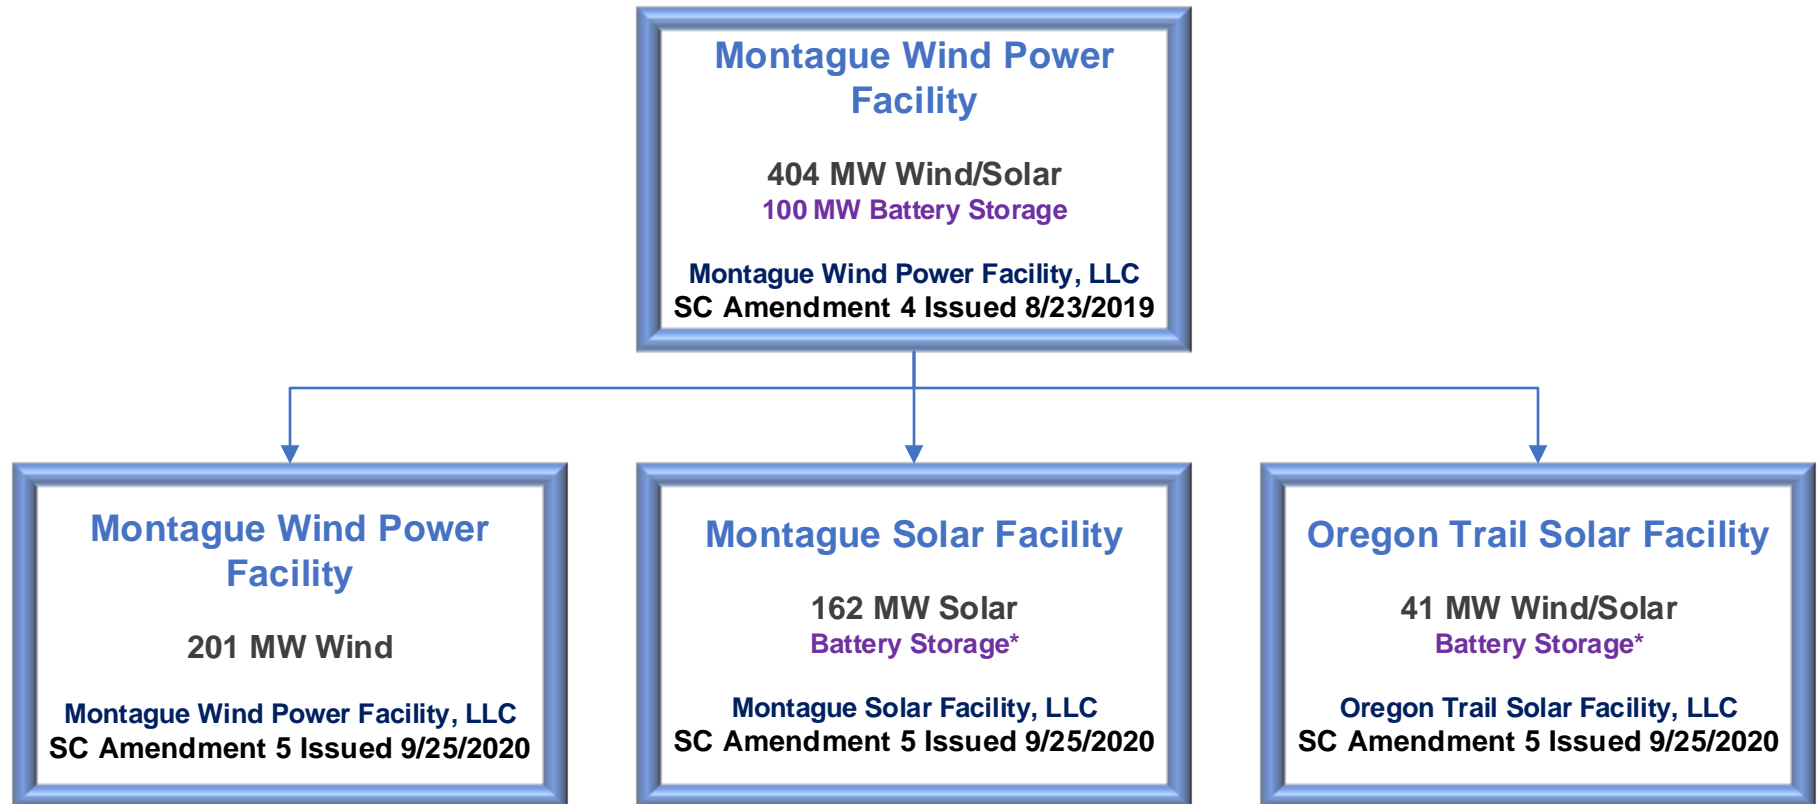 Montague Wind Power
Facility
404 MW Wind/Solar
100 MW Battery Storage
Montague Wind Power Facility, LLC
SC Amendment 4 Issued 8/23/2019
Montague Wind Power
Facility
201 MW Wind
Montague Wind Power Facility, LLC
SC Amendment 5 Issued 9/25/2020
Montague Solar Facility
162 MW Solar
Battery Storage*
Montague Solar Facility, LLC
SC Amendment 5 Issued 9/25/2020
Oregon Trail Solar Facility
41 MW Wind/Solar
Battery Storage*
Oregon Trail Solar Facility, LLC
SC Amendment 5 Issued 9/25/2020